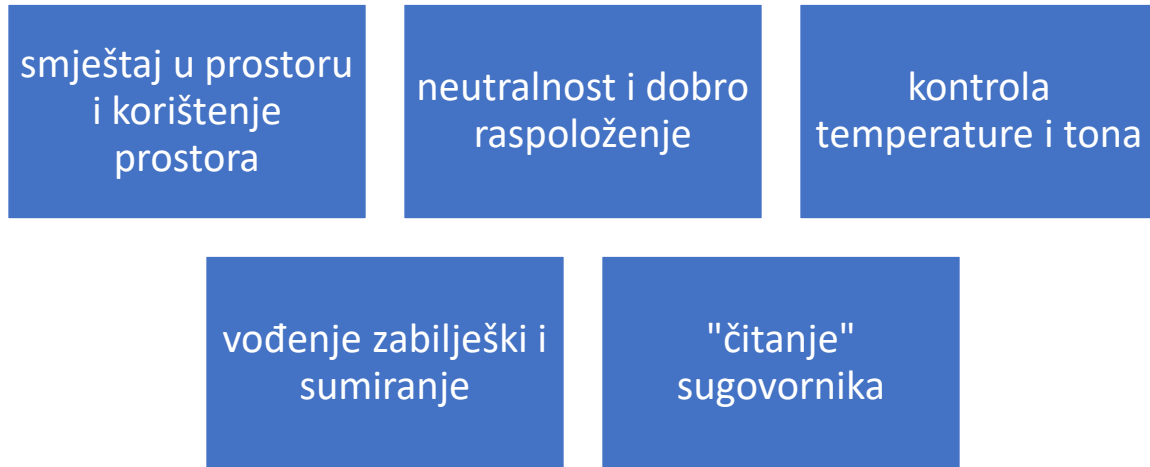 smještaj u prostoru
i korištenje
prostora
neutralnost i dobro
raspoloženje
kontrola
temperature i tona
vođenje zabilješki i
sumiranje
"čitanje"
sugovornika